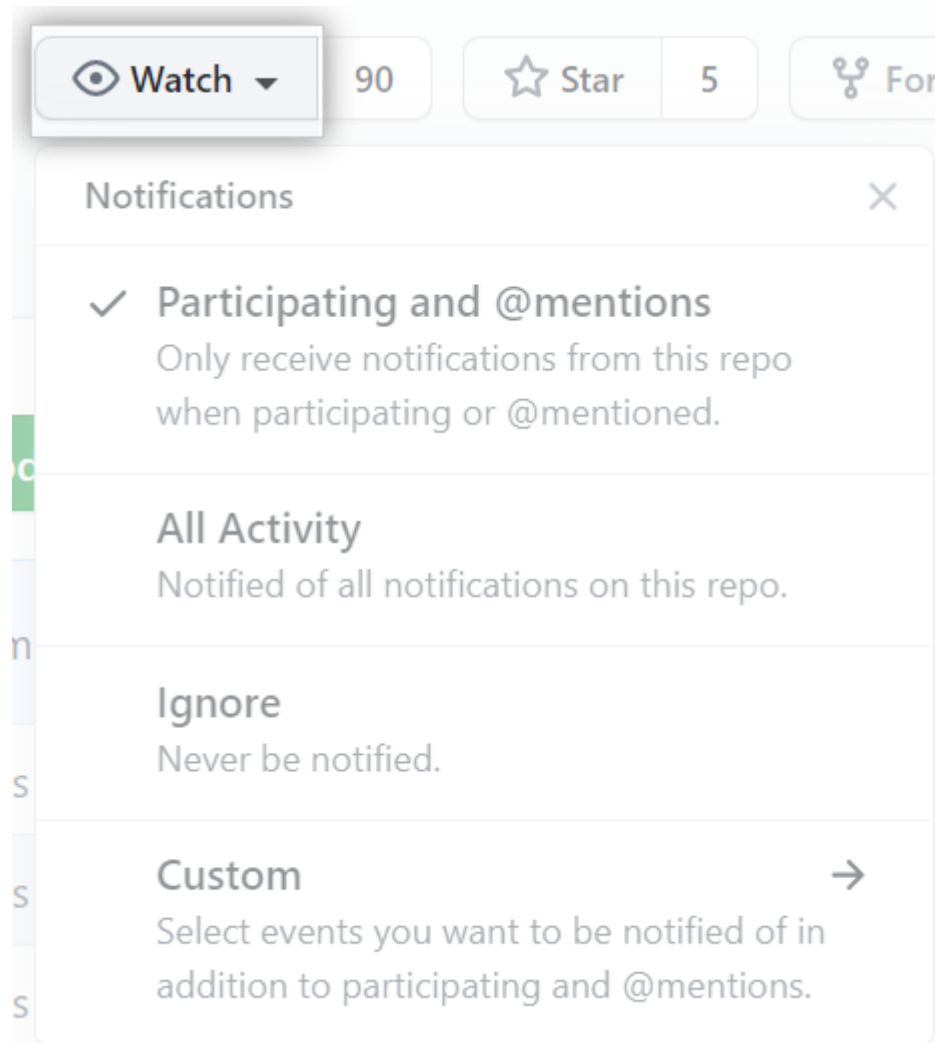 Watch 90 Star 5
Notifications
Participating and @mentions
Only receive notifications from this repo
when participating or @mentioned.
All Activity
Notified of all notifications on this repo.
Ignore
Never be notified.
Custom
Select events you want to be notified of in
addition to participating and @mentions.